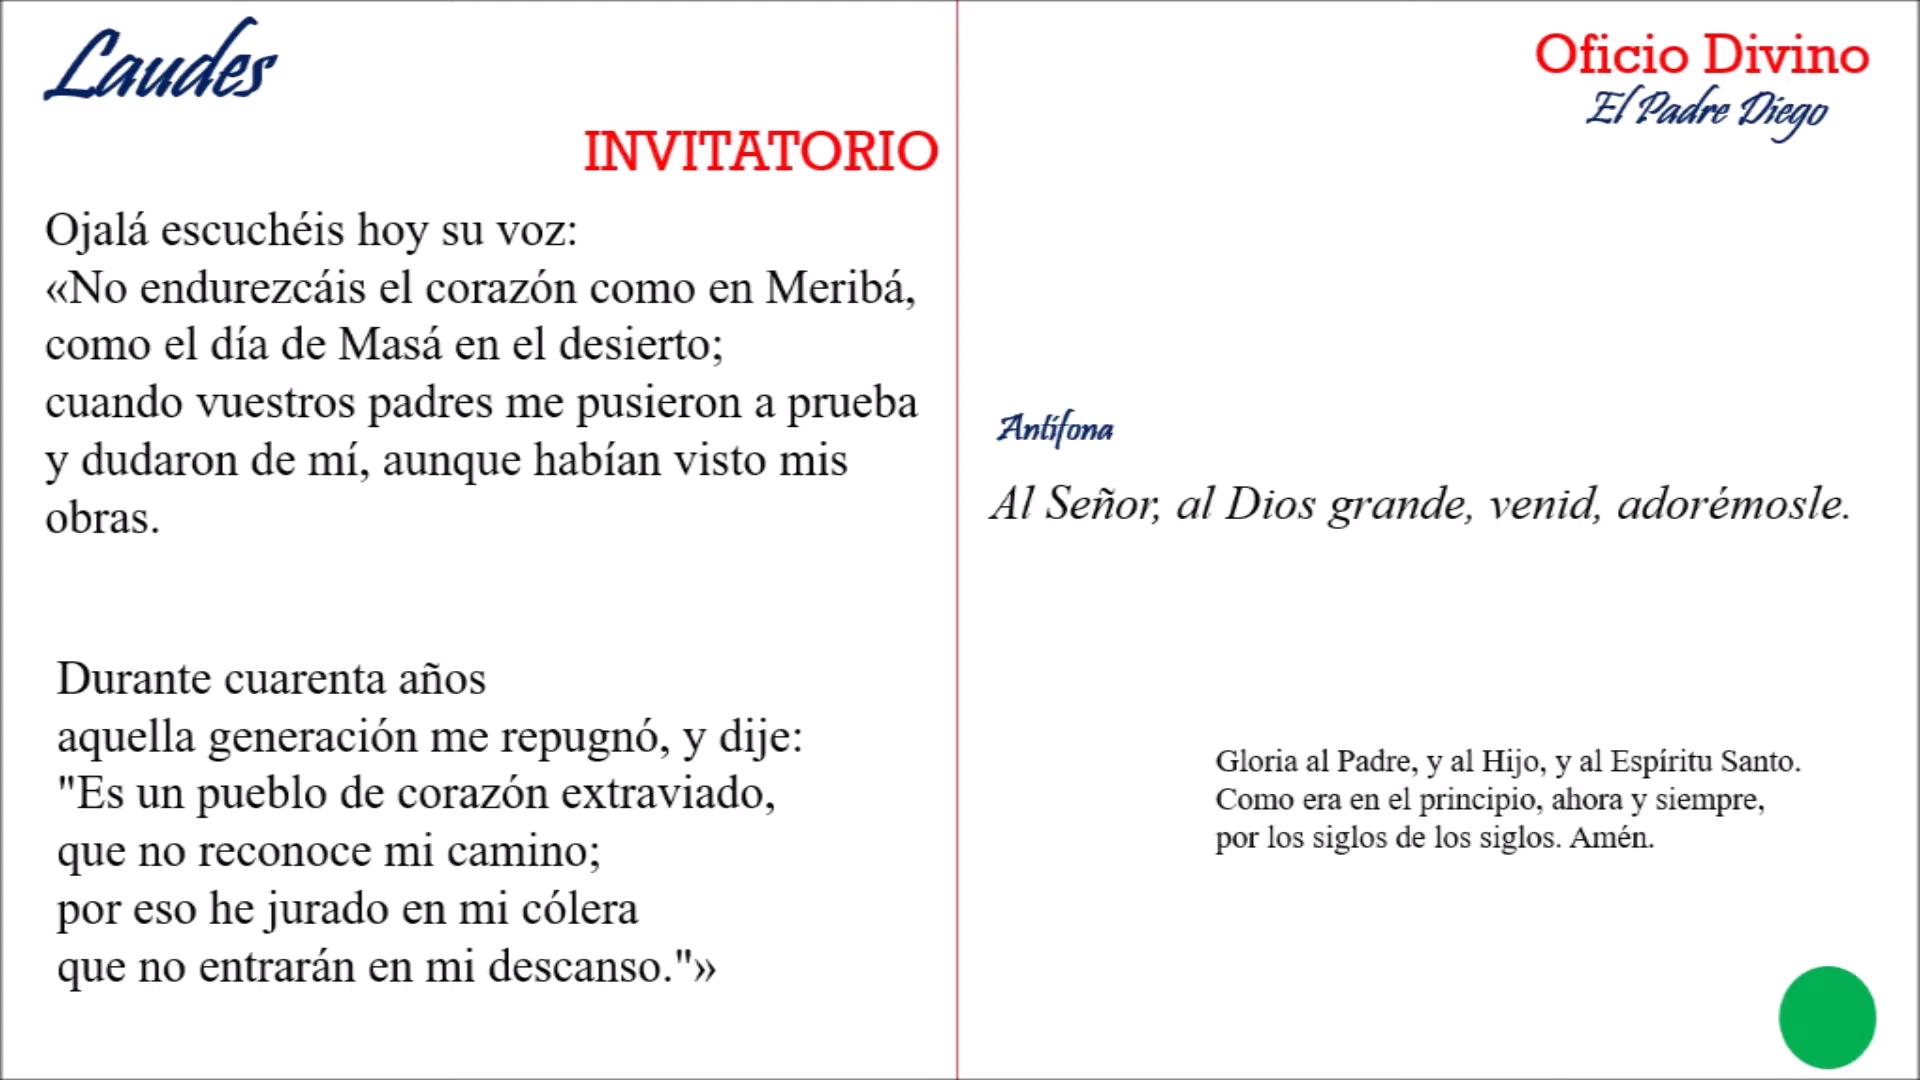 Laudes
INVITATORIO
Ojalá escuchéis hoy su voz:
«No endurezcáis el corazón como en Meribá,
como el día de Masá en el desierto;
cuando vuestros padres me pusieron a prueba
y dudaron de mí, aunque habían visto mis
obras.
Durante cuarenta años
aquella generación me repugnó, y dije:
"Es un pueblo de corazón extraviado,
que no reconoce mi camino;
por eso he jurado en mi cólera
que no entrarán en mi descanso."»
Oficio Divino
El Padre Diego
Antífona
Al Señor, al Dios grande, venid, adorémosle.
Gloria al Padre, y al Hijo, y al Espíritu Santo.
Como era en el principio, ahora y siempre,
por los siglos de los siglos. Amén.